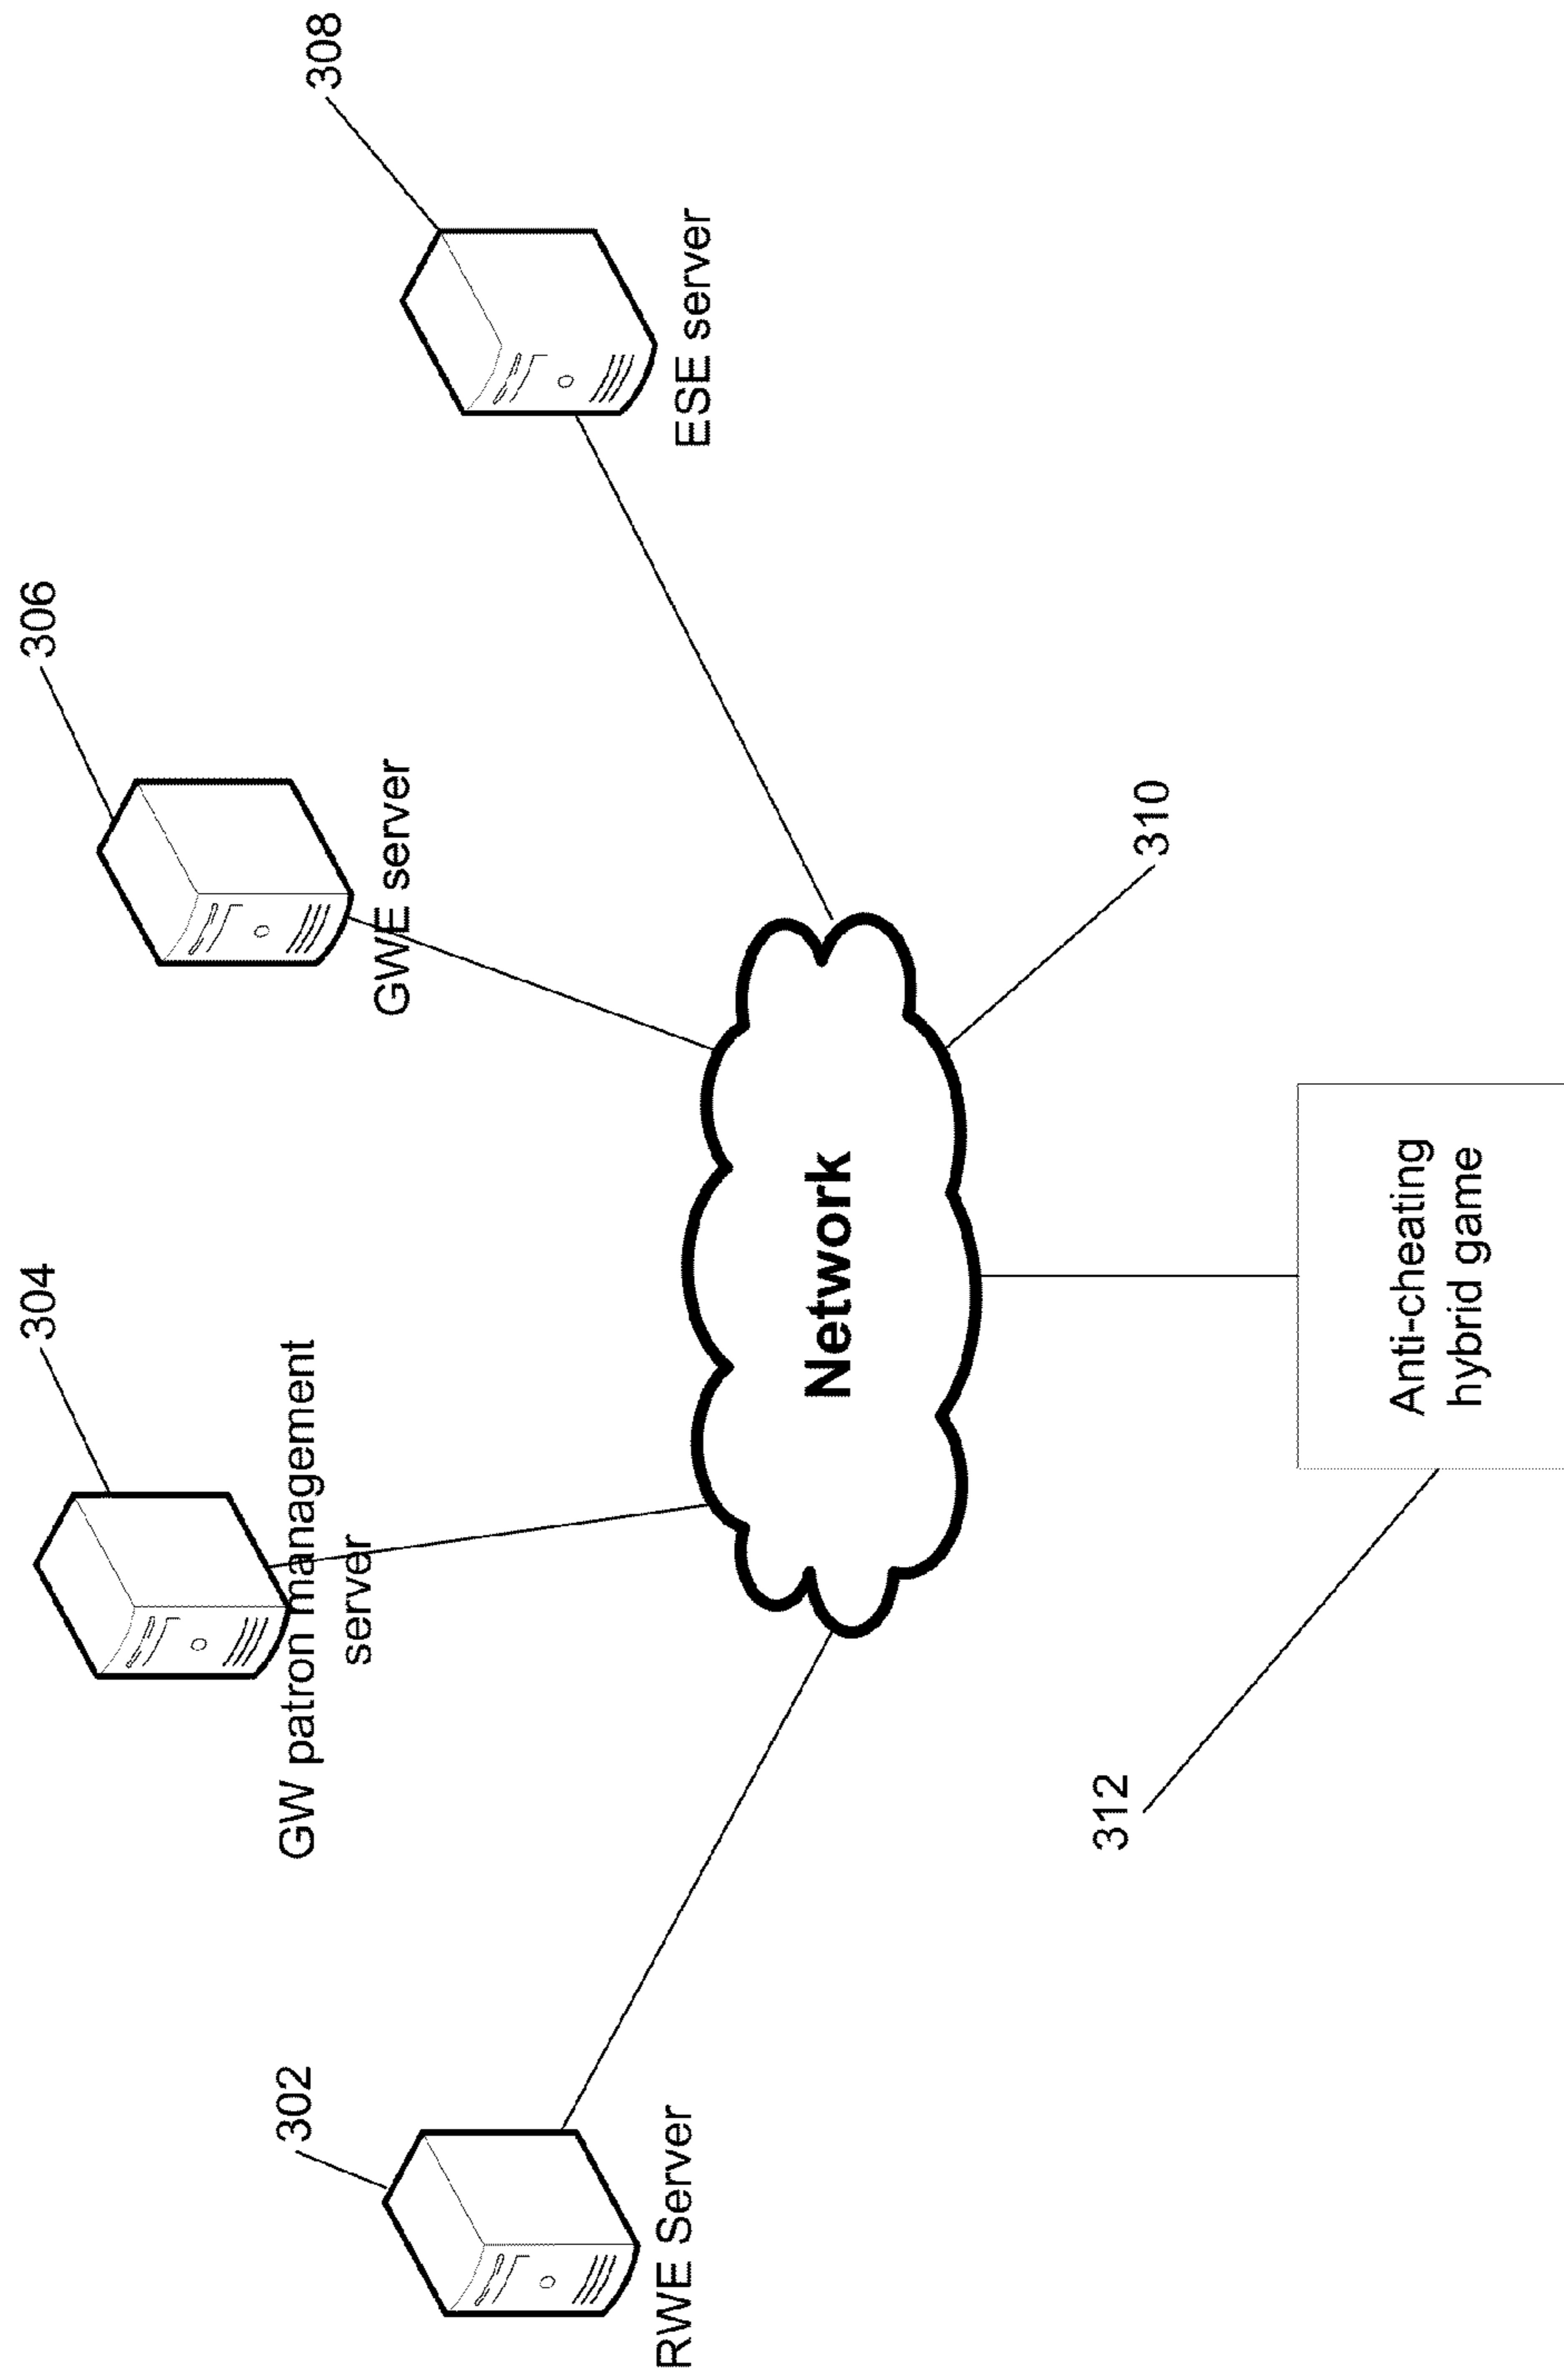 304
306
302
308
GW patron management
server
GWE server
RWE Server
ESE server
Network
312
310
Anti-cheating
hybrid game